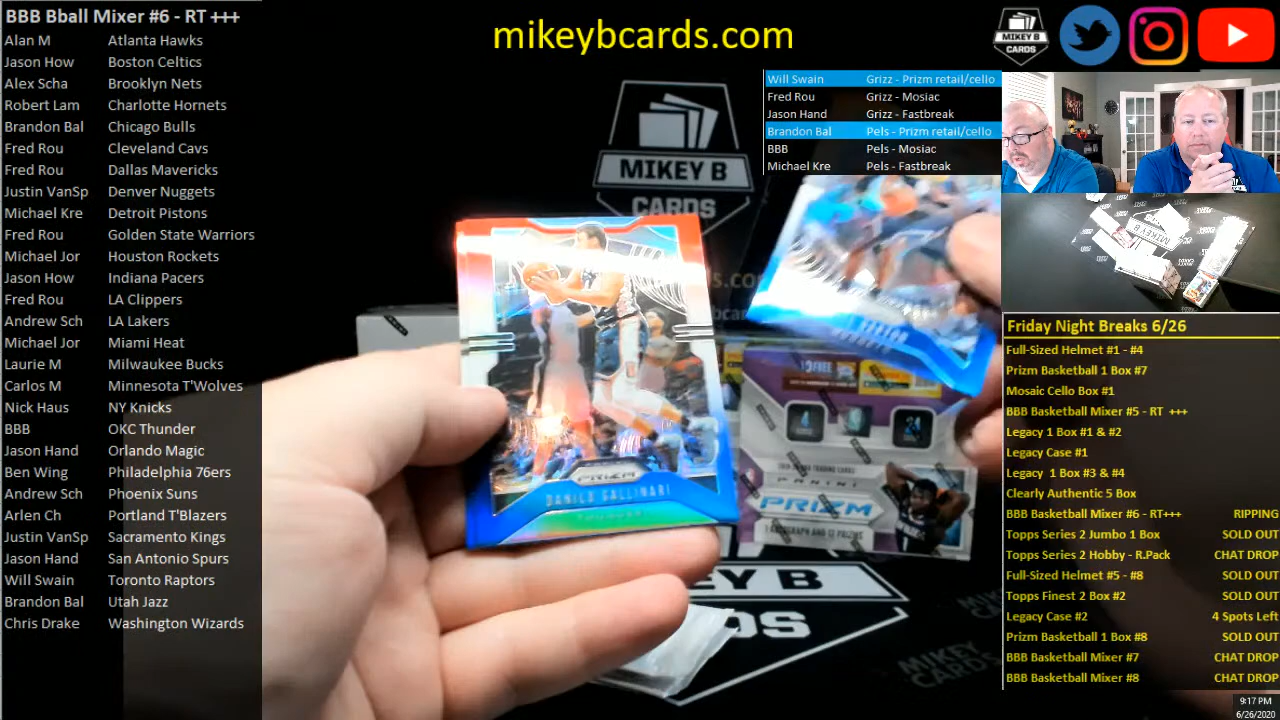 BBB Bball Mixer #6 - RT +++
Alan M Atlanta Hawks
Jason How Boston Celtics
Alex Scha Brooklyn Nets
Robert Lam Charlotte Hornets
Brandon Bal Chicago Bulls
Fred Rou Cleveland Cavs
Fred Rou Dallas Mavericks
Justin VanSp Denver Nuggets
Michael Kre Detroit Pistons
Fred Rou Golden State Warriors
Michael Jor Houston Rockets
Jason How Indiana Pacers
Fred Rou LA Clippers
Andrew Sch LA Lakers
Michael Jor Miami Heat
Laurie M Milwaukee Bucks
Carlos M Minnesota T'Wolves
Nick Haus NY Knicks
BBB OKC Thunder
Jason Hand Orlando Magic
Ben Wing Philadelphia 76ers
Andrew Sch Phoenix Suns
Arlen Ch Portland T'Blazers
Justin VanSp Sacramento Kings
Jason Hand San Antonio Spurs
Will Swain Toronto Raptors
Brandon Bal Utah Jazz
Chris Drake Washington Wizards
mikeybcards.com
MIKEY B
CARDS
Will Swain Grizz - Prizm retail/cello
Fred Rou Grizz - Mosiac
Jason Hand Grizz - Fastbreak
Brandon Bal Pels - Prizm retail/cello
BBB Pels - Mosiac
Michael Kre Pels - Fastbreak
MIKEY B
CARDS
PRIZM
DANILO GALLINARI
PANINI
PRIZM
MIKEY B
Friday Night Breaks 6/26
Full-Sized Helmet #1 - #4
Prizm Basketball 1 Box #7
Mosaic Cello Box #1
BBB Basketball Mixer #5 - RT +++
Legacy 1 Box #1 & #2
Legacy Case #1
Legacy 1 Box #3 & #4
Clearly Authentic 5 Box
BBB Basketball Mixer #6 - RT+++ RIPPING
Topps Series 2 Jumbo 1 Box SOLD OUT
Topps Series 2 Hobby - R.Pack CHAT DROP
Full-Sized Helmet #5 - #8 SOLD OUT
Topps Finest 2 Box #2 SOLD OUT
Legacy Case #2 4 Spots Left
Prizm Basketball 1 Box #8 SOLD OUT
BBB Basketball Mixer #7 CHAT DROP
BBB Basketball Mixer #8 CHAT DROP
9:17 PM
6/26/2020